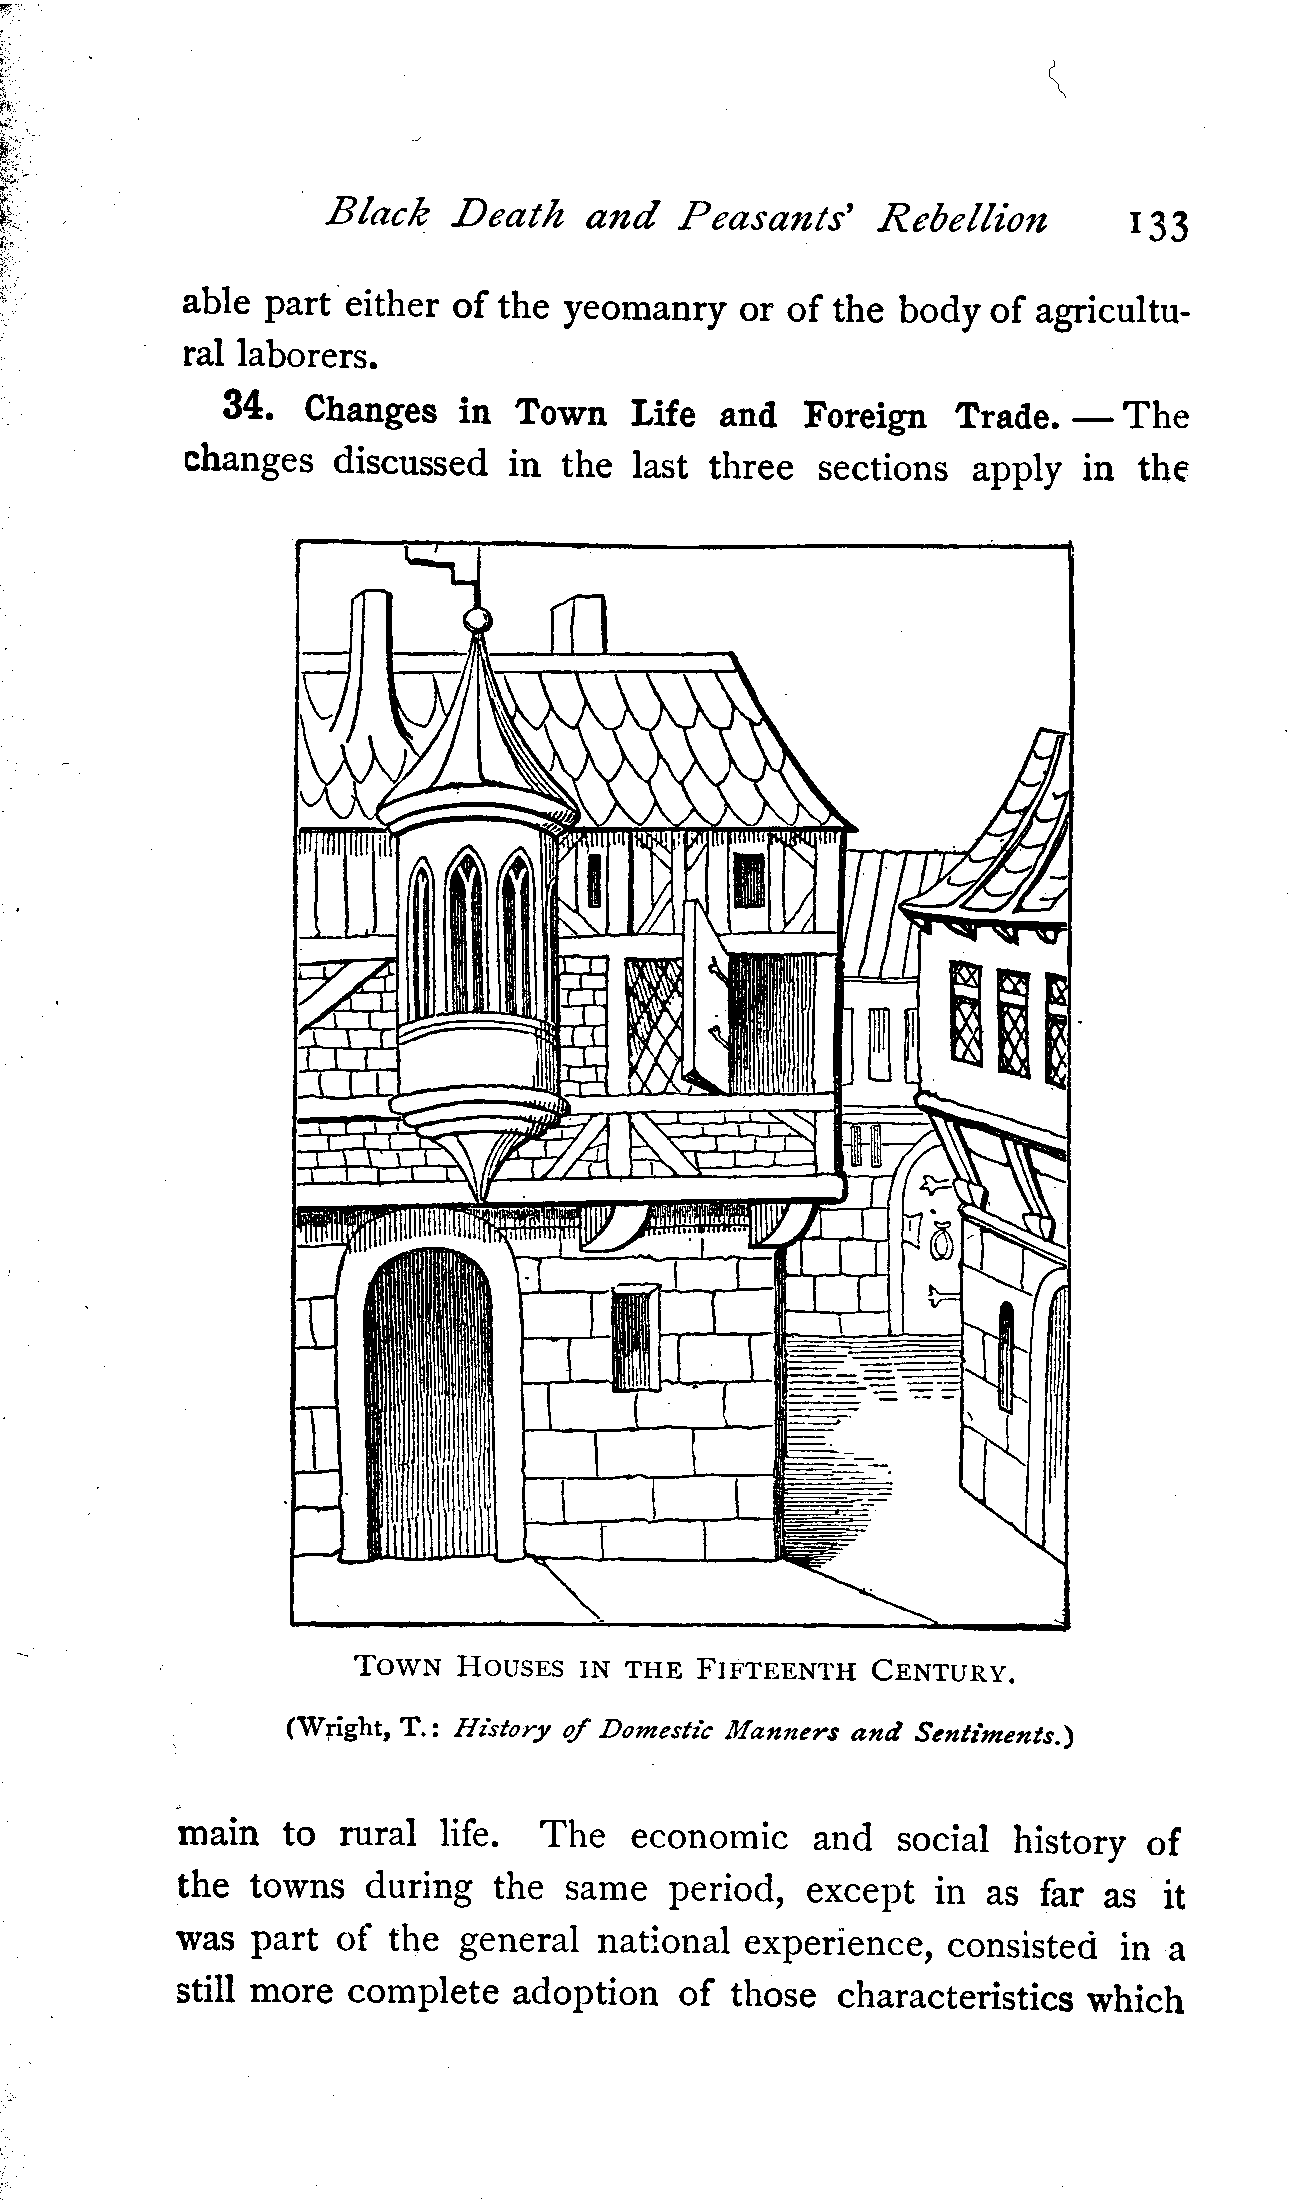 Black Death and Peasants' Rebellion 133
able part either of the yeomanry or of the body of agricultu-
ral laborers.
34. Changes in Town Life and Foreign Trade. — The
changes discussed in the last three sections apply in the
TOWN HOUSES IN THE FIFTEENTH CENTURY.
(Wright, T.: History of Domestic Manners and Sentiments.)
main to rural life. The economic and social history of
the towns during the same period, except in as far as it
was part of the general national experience, consisted in a
still more complete adoption of those characteristics which